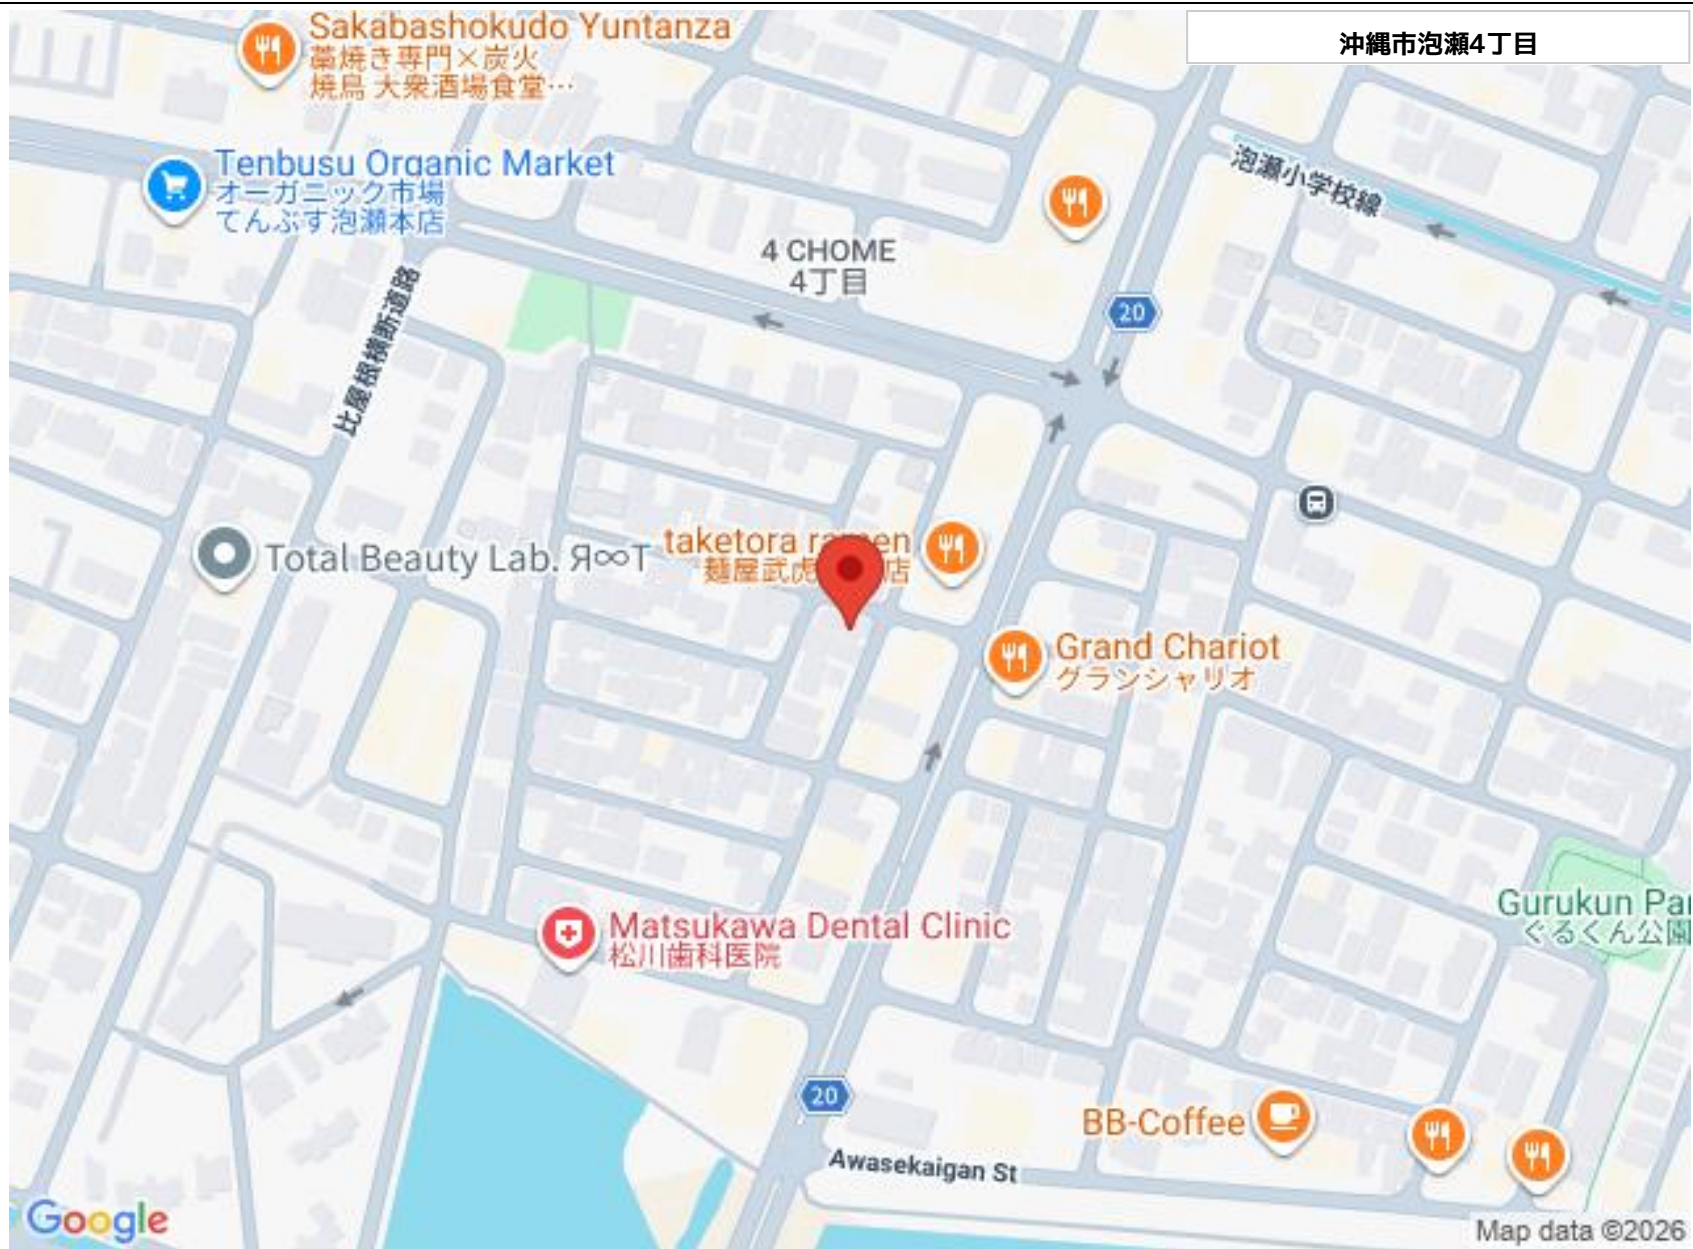 Sakabashokudo Yuntanza
藁焼き専門×炭火
焼鳥 大衆酒場食堂…
沖縄市泡瀬4丁目
Tenbusu Organic Market
オーガニック市場
てんぶす泡瀬本店
泡瀬小学校線
4 CHOME
4丁目
20
比屋根横断道路
taketora
麺屋武虎
店
Total Beauty Lab. Я∞T
Grand Chariot
グランシャリオ
Gurukun Par
ぐるくん公園
Matsukawa Dental Clinic
松川歯科医院
20
BB-Coffee
Awasekaigan St
Google
Map data ©2026